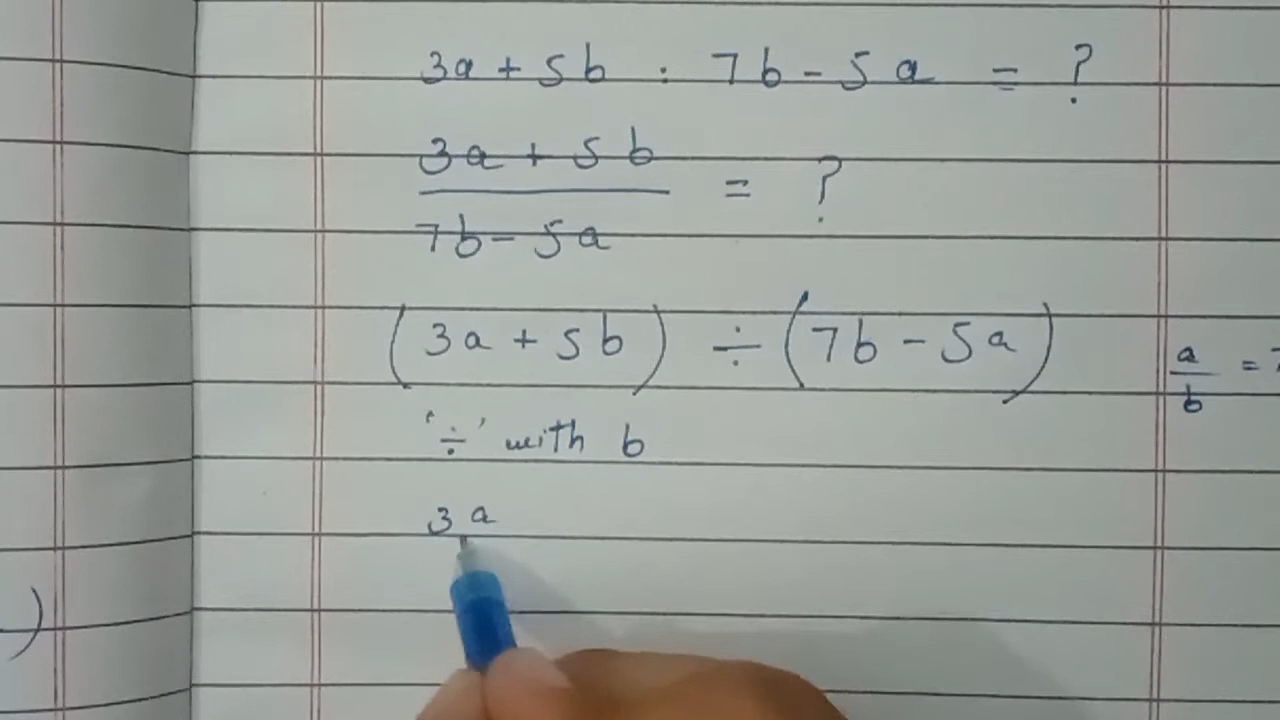 3a + 5b : 7b - 5a = ?
3a + 5b
= ?
7b - 5a
(3a + 5b) ÷ (7b - 5a)
a
=
b
'÷' with b
3a
)